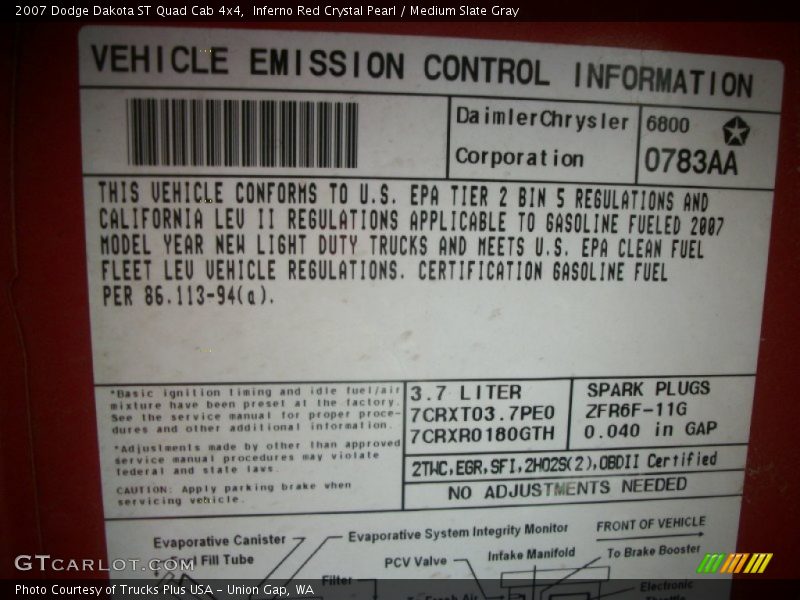 2007 Dodge Dakota ST Quad Cab 4x4, Inferno Red Crystal Pearl / Medium Slate Gray
VEHICLE EMISSION CONTROL INFORMATION
DaimlerChrysler
Corporation
6800
0783AA
THIS VEHICLE CONFORMS TO U.S. EPA TIER 2 BIN 5 REGULATIONS AND
CALIFORNIA LEV II REGULATIONS APPLICABLE TO GASOLINE FUELED 2007
MODEL YEAR NEW LIGHT DUTY TRUCKS AND MEETS U.S. EPA CLEAN FUEL
FLEET LEV VEHICLE REGULATIONS. CERTIFICATION GASOLINE FUEL
PER 86.113-94(a).
*Basic ignition timing and idle fuel/air
mixture have been preset at the factory.
See the service manual for proper proce-
dures and other additional information.
*Adjustments made by other than approved
service manual procedures may violate
federal and state laws.
CAUTION: Apply parking brake when
servicing vehicle.
3.7 LITER
7CRXT03.7PE0
7CRXR0180GTH
SPARK PLUGS
ZFR6F-11G
0.040 in GAP
2TWC,EGR,SFI,2HO2S(2),OBDII Certified
NO ADJUSTMENTS NEEDED
Evaporative Canister
Evaporative System Integrity Monitor
FRONT OF VEHICLE
Fuel Fill Tube
PCV Valve
Intake Manifold
To Brake Booster
Filter
Fresh Air
Electronic
Throttle
GTCARLOT.COM
Photo Courtesy of Trucks Plus USA - Union Gap, WA